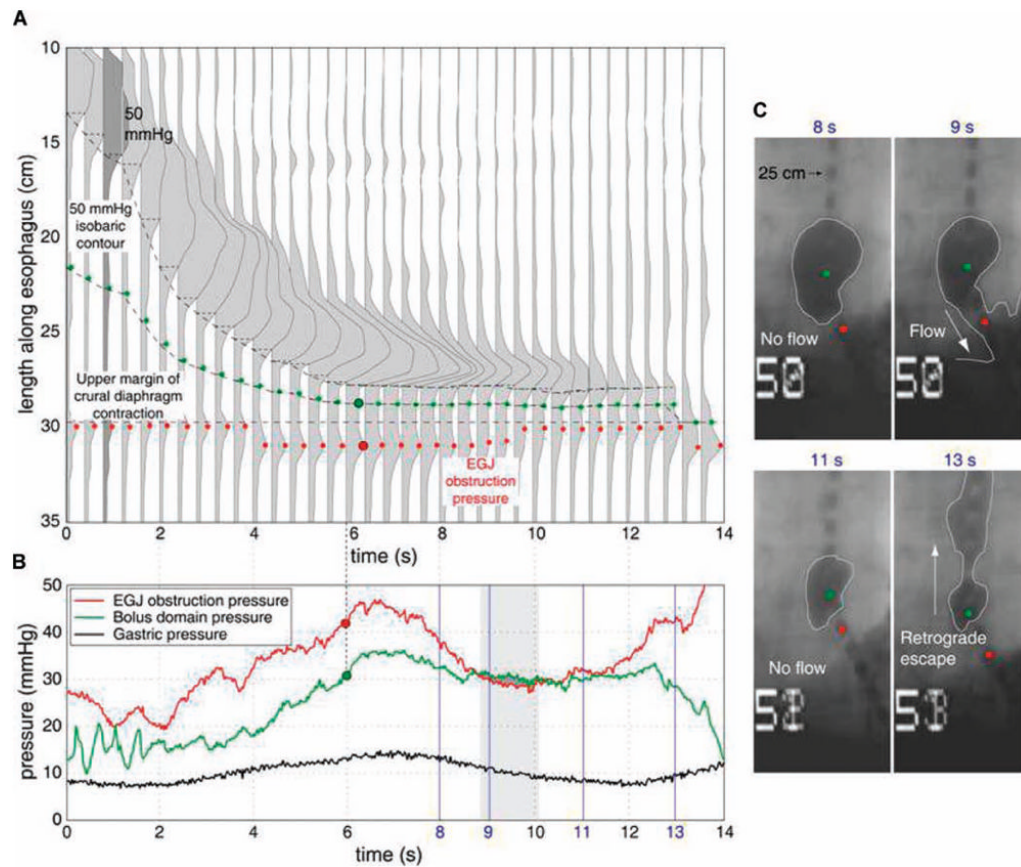 A
10
15
20
25
30
35
length along esophagus (cm)
50
mmHg
50 mmHg
isobaric
contour
Upper margin of
crural diaphragm
contraction
EGJ
obstruction
pressure
0
2
4
6
8
10
12
14
time (s)
B
50
40
30
20
10
0
pressure (mmHg)
EGJ obstruction pressure
Bolus domain pressure
Gastric pressure
0
2
4
6
8
9
10
11
12
13
14
time (s)
C
8 s
9 s
25 cm→
No flow
Flow
50
50
11 s
13 s
No flow
Retrograde
escape
52
53